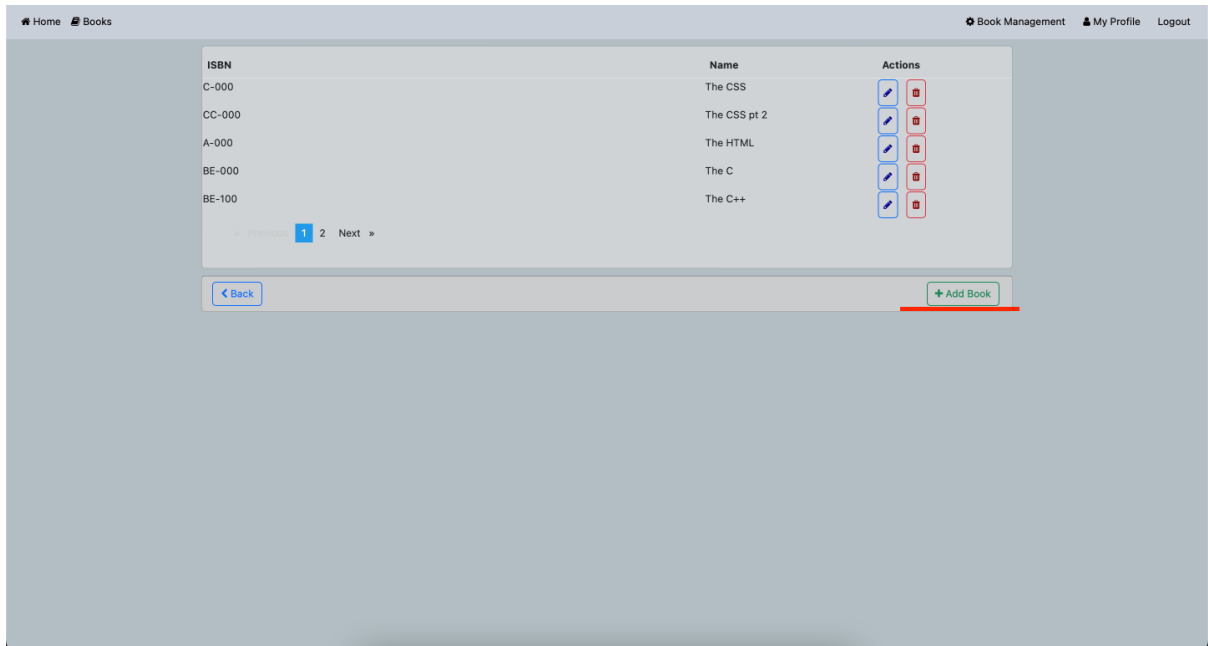 Home Books Book Management My Profile Logout
ISBN Name Actions
C-000 The CSS
CC-000 The CSS pt 2
A-000 The HTML
BE-000 The C
BE-100 The C++
« Previous 1 2 Next »
Back + Add Book